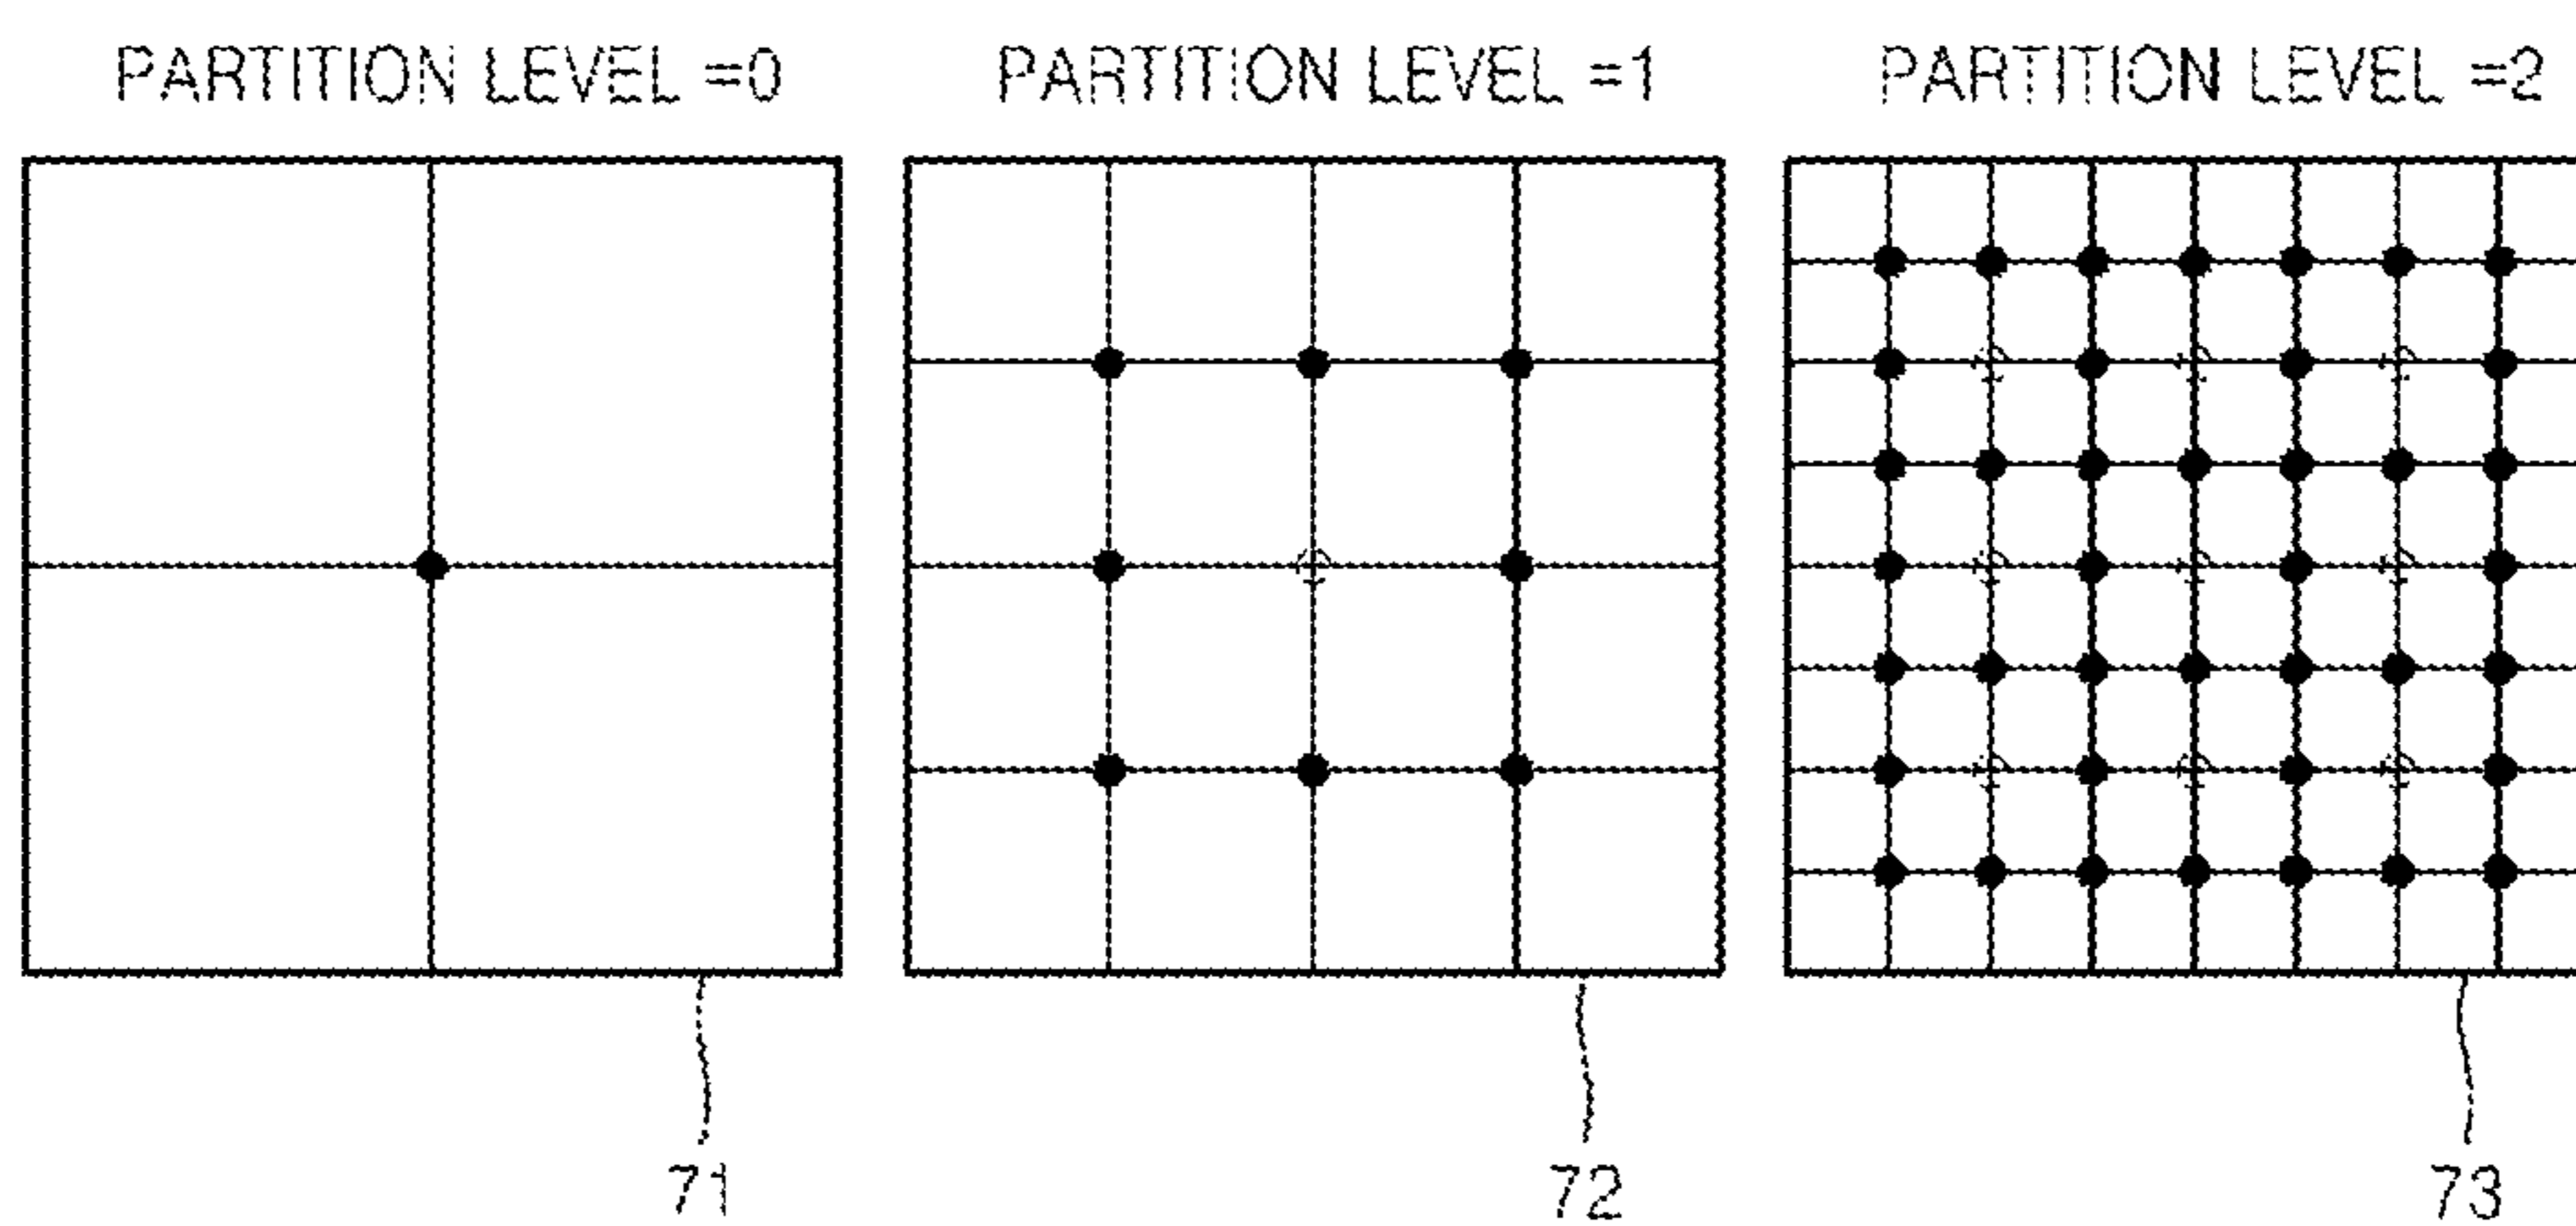 PARTITION LEVEL =0
PARTITION LEVEL =1
PARTITION LEVEL =2
71
72
73